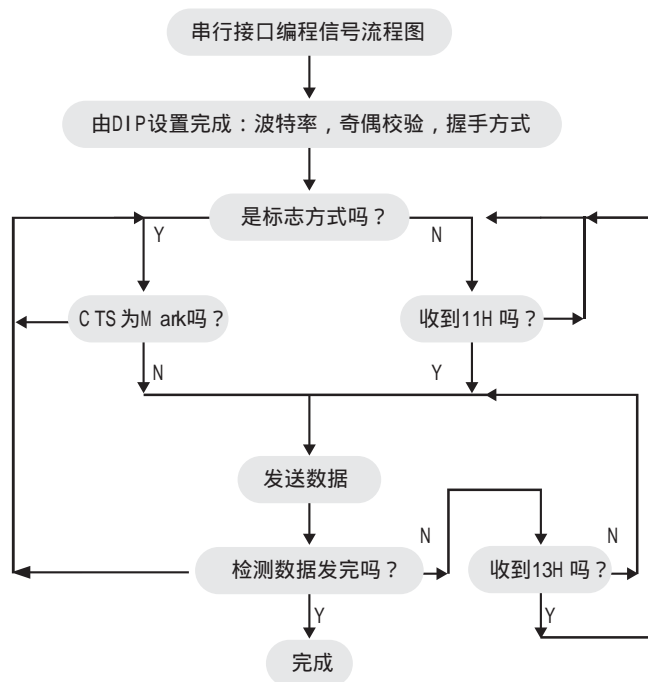 串行接口编程信号流程图
由DIP设置完成：波特率，奇偶校验，握手方式
是标志方式吗？
Y
N
CTS为Mark吗？
收到11H吗？
N
Y
发送数据
N
N
检测数据发完吗？
收到13H吗？
Y
Y
完成